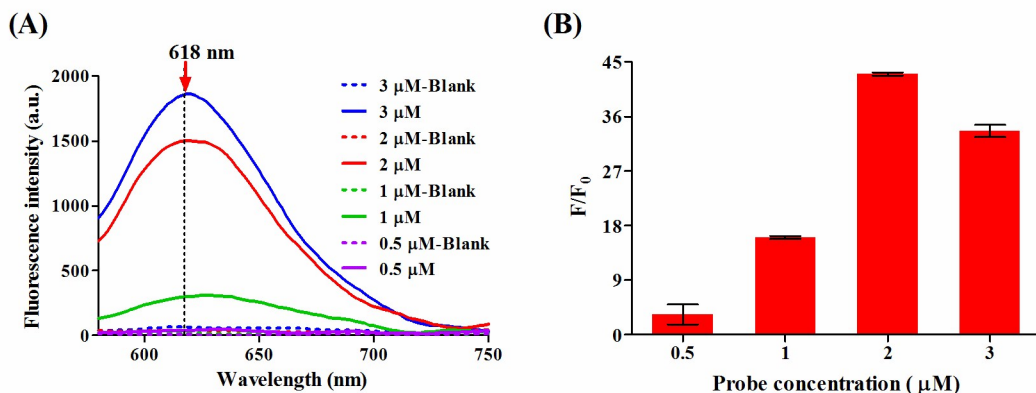 (A)
618 nm
2000
1500
1000
500
0
Fluorescence intensity (a.u.)
600
650
700
750
Wavelength (nm)
3 µM-Blank
3 µM
2 µM-Blank
2 µM
1 µM-Blank
1 µM
0.5 µM-Blank
0.5 µM
(B)
45
36
27
18
9
0
F/F₀
0.5
1
2
3
Probe concentration ( µM)